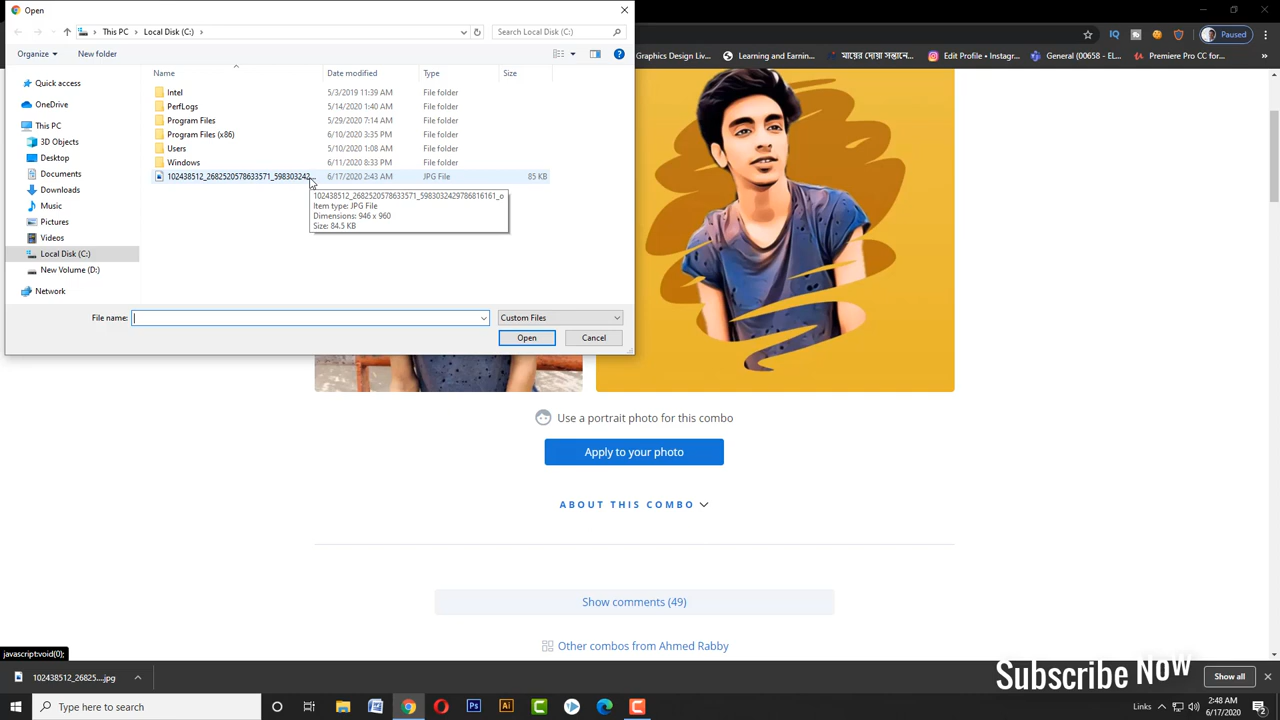 Open
This PC > Local Disk (C:) >
Search Local Disk (C:)
Organize
New folder
Name
Date modified
Type
Size
Quick access
OneDrive
This PC
3D Objects
Desktop
Documents
Downloads
Music
Pictures
Videos
Local Disk (C:)
New Volume (D:)
Network
Intel 5/3/2019 11:39 AM File folder
PerfLogs 5/14/2020 1:40 AM File folder
Program Files 5/29/2020 7:14 AM File folder
Program Files (x86) 6/10/2020 3:35 PM File folder
Users 5/10/2020 1:08 AM File folder
Windows 6/11/2020 8:33 PM File folder
102438512_2682520578633571_598303242... 6/17/2020 2:43 AM JPG File 85 KB
102438512_2682520578633571_5983032429786816161_o
Item type: JPG File
Dimensions: 946 x 960
Size: 84.5 KB
File name:
Custom Files
Open
Cancel
Paused
Graphics Design Liv...
Learning and Earnin...
মায়ের দোয়া সন্তানে...
Edit Profile • Instagr...
General (00658 - EL...
Premiere Pro CC for...
Use a portrait photo for this combo
Apply to your photo
ABOUT THIS COMBO
Show comments (49)
Other combos from Ahmed Rabby
javascript:void(0);
102438512_26825....jpg
Subscribe Now
Show all
Type here to search
Links
2:48 AM
6/17/2020
2